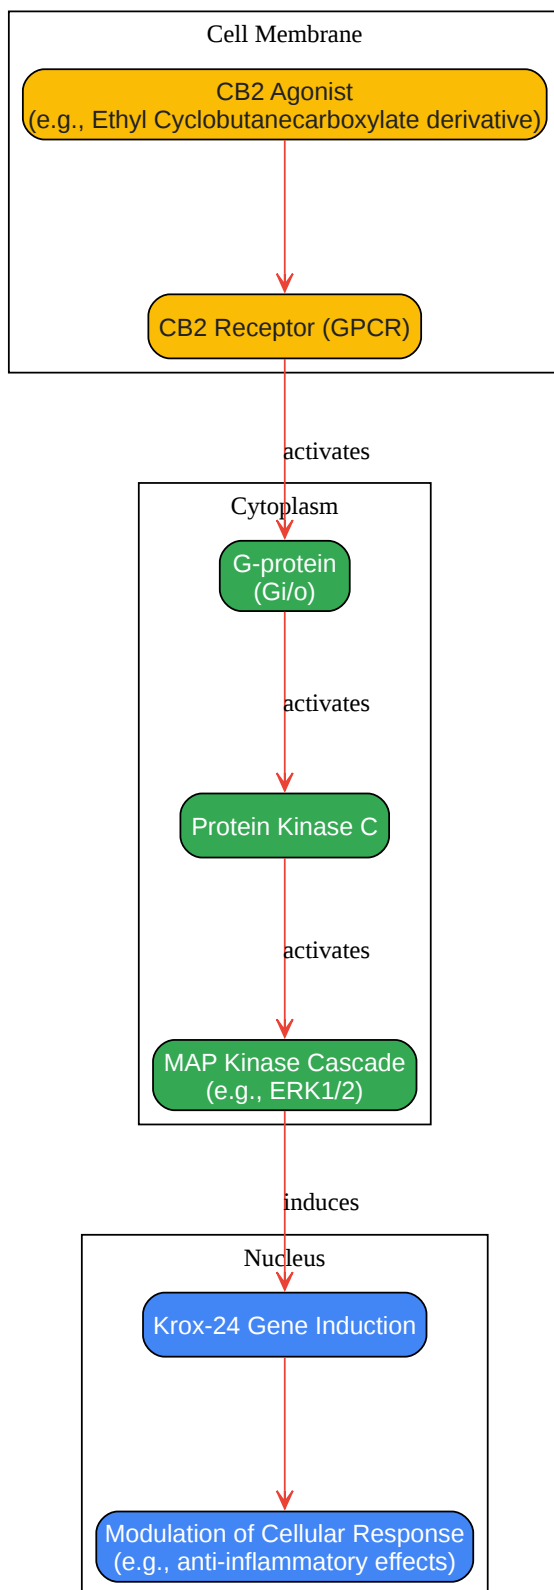 Cell Membrane
CB2 Agonist
(e.g., Ethyl Cyclobutanecarboxylate derivative)
CB2 Receptor (GPCR)
activates
Cytoplasm
G-protein
(Gi/o)
activates
Protein Kinase C
activates
MAP Kinase Cascade
(e.g., ERK1/2)
induces
Nucleus
Krox-24 Gene Induction
Modulation of Cellular Response
(e.g., anti-inflammatory effects)